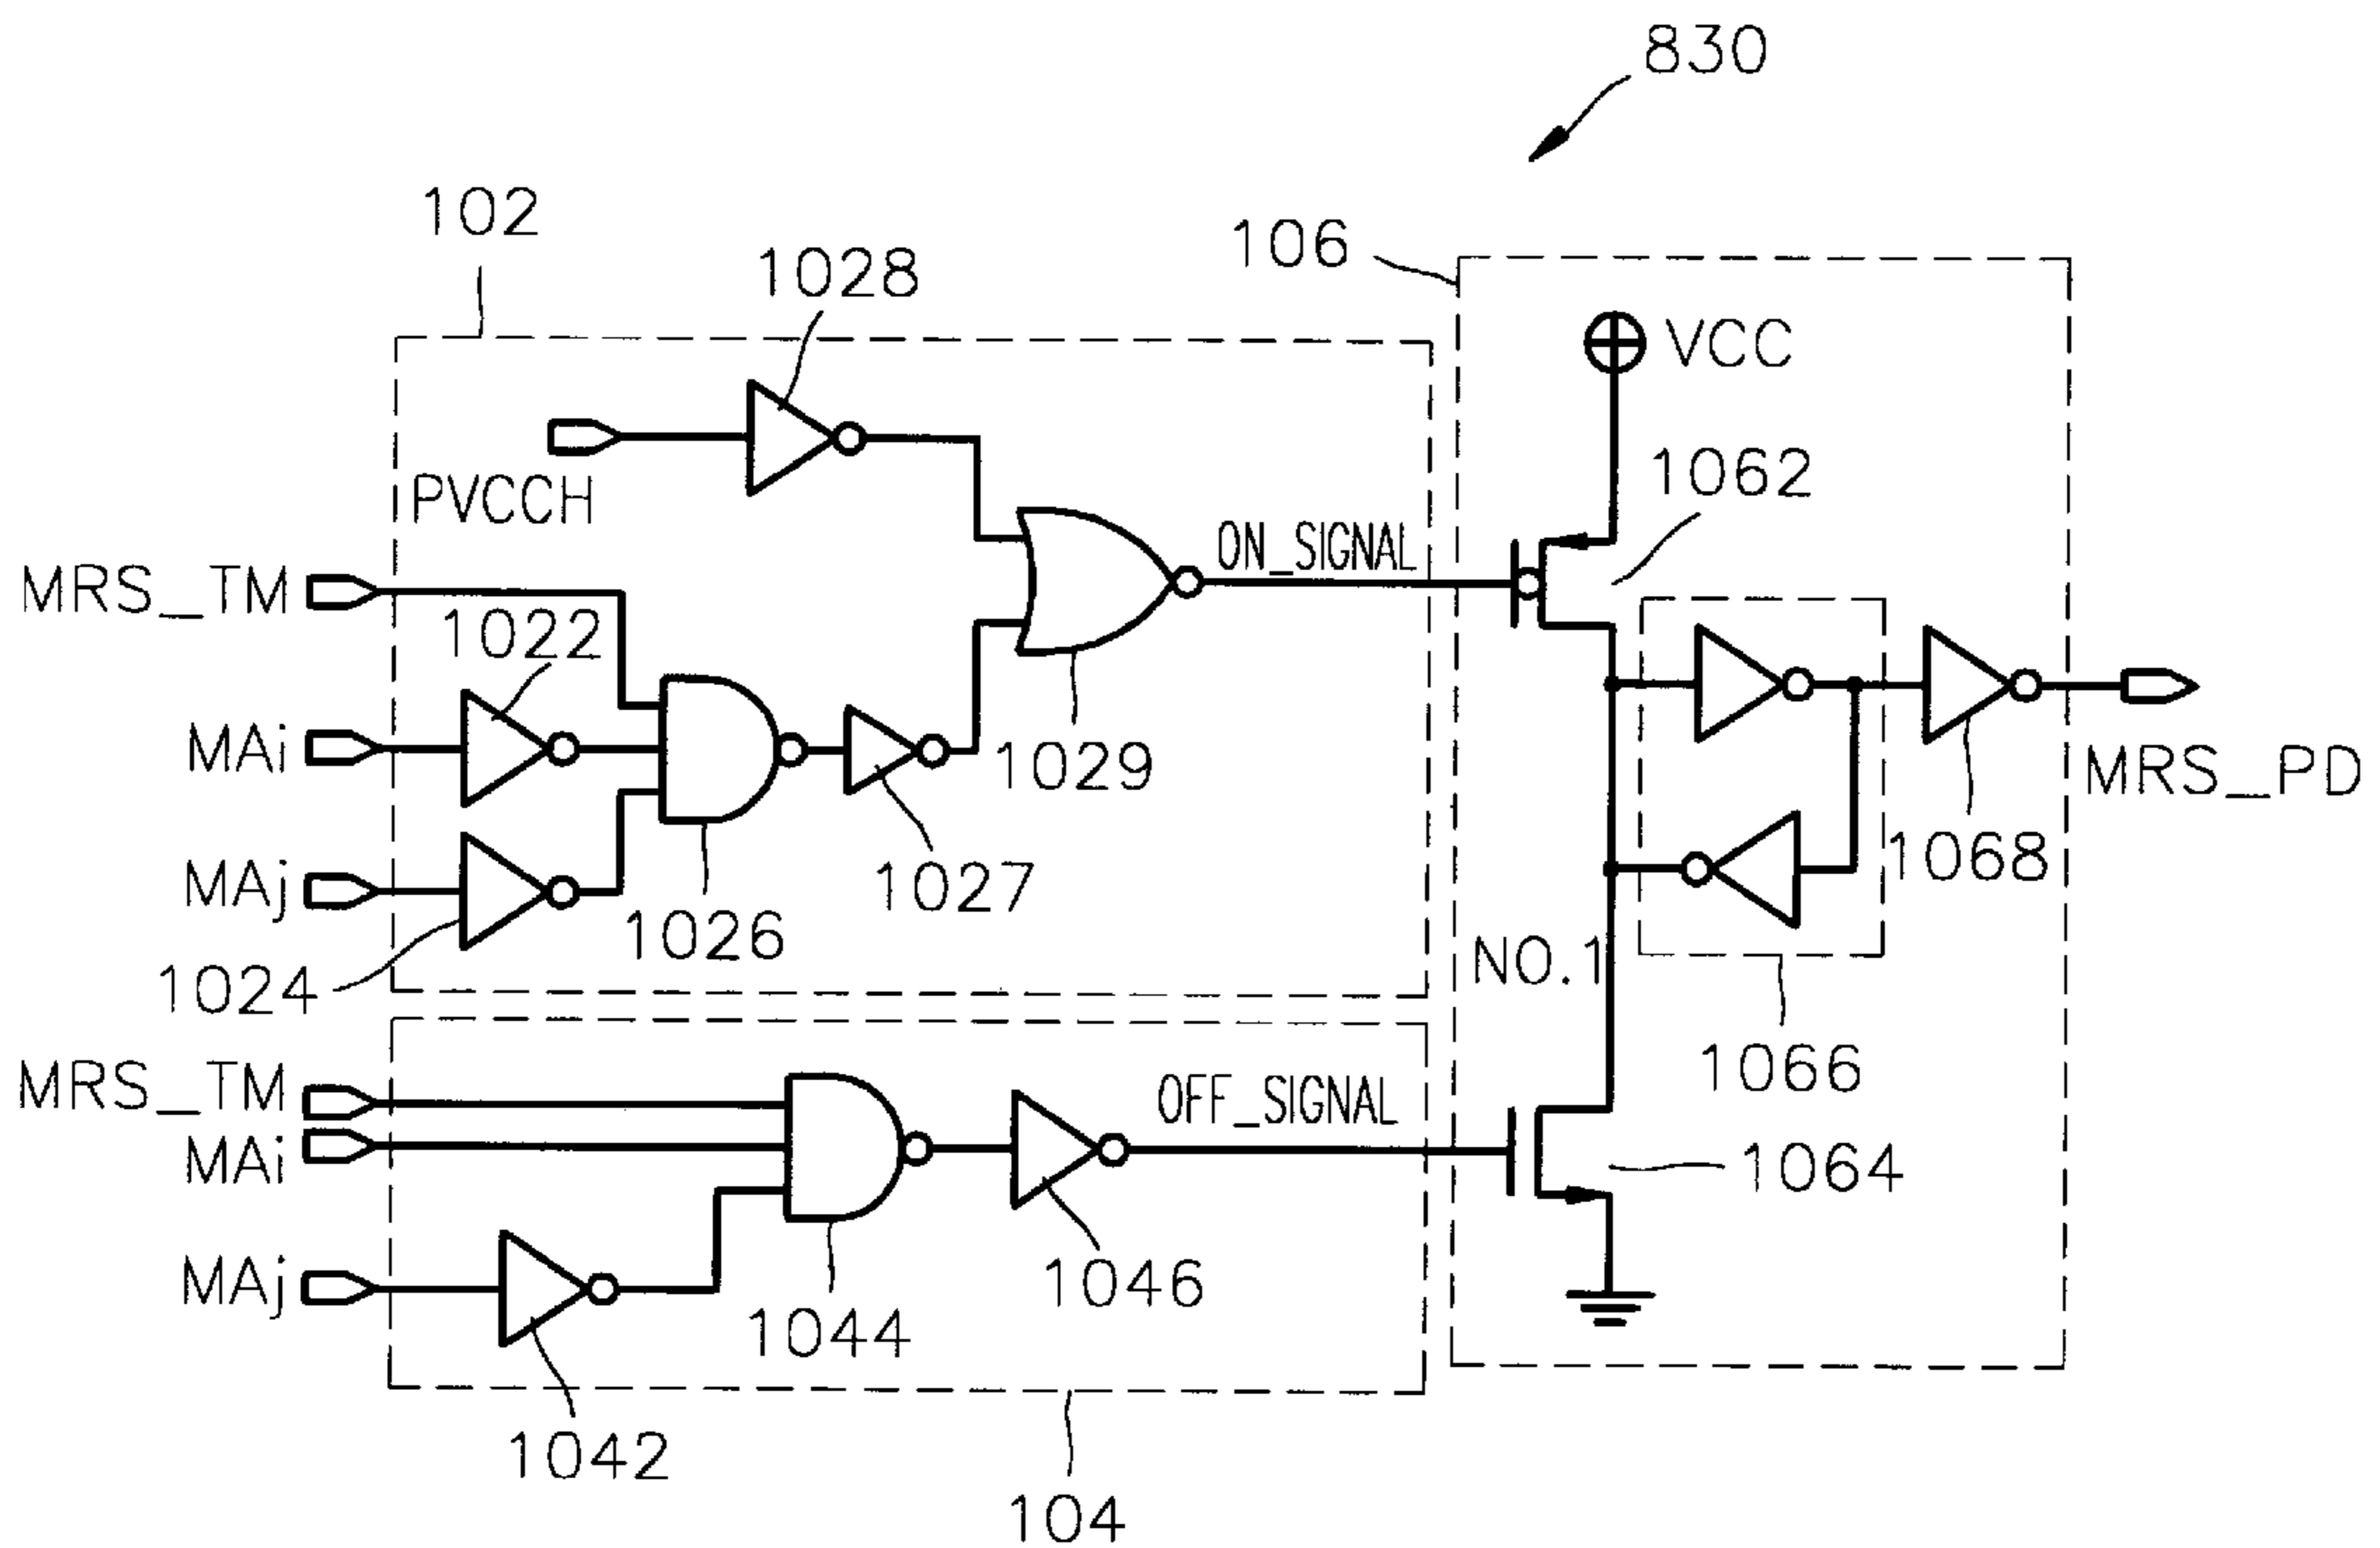 830
102
1028
106
VCC
PVCCH
1062
ON_SIGNAL
MRS_TM
1022
MAi
1029
MRS_PD
MAj
1027
1068
1026
1024
NO.1
MRS_TM
OFF_SIGNAL
1066
MAi
1064
MAj
1046
1044
1042
104